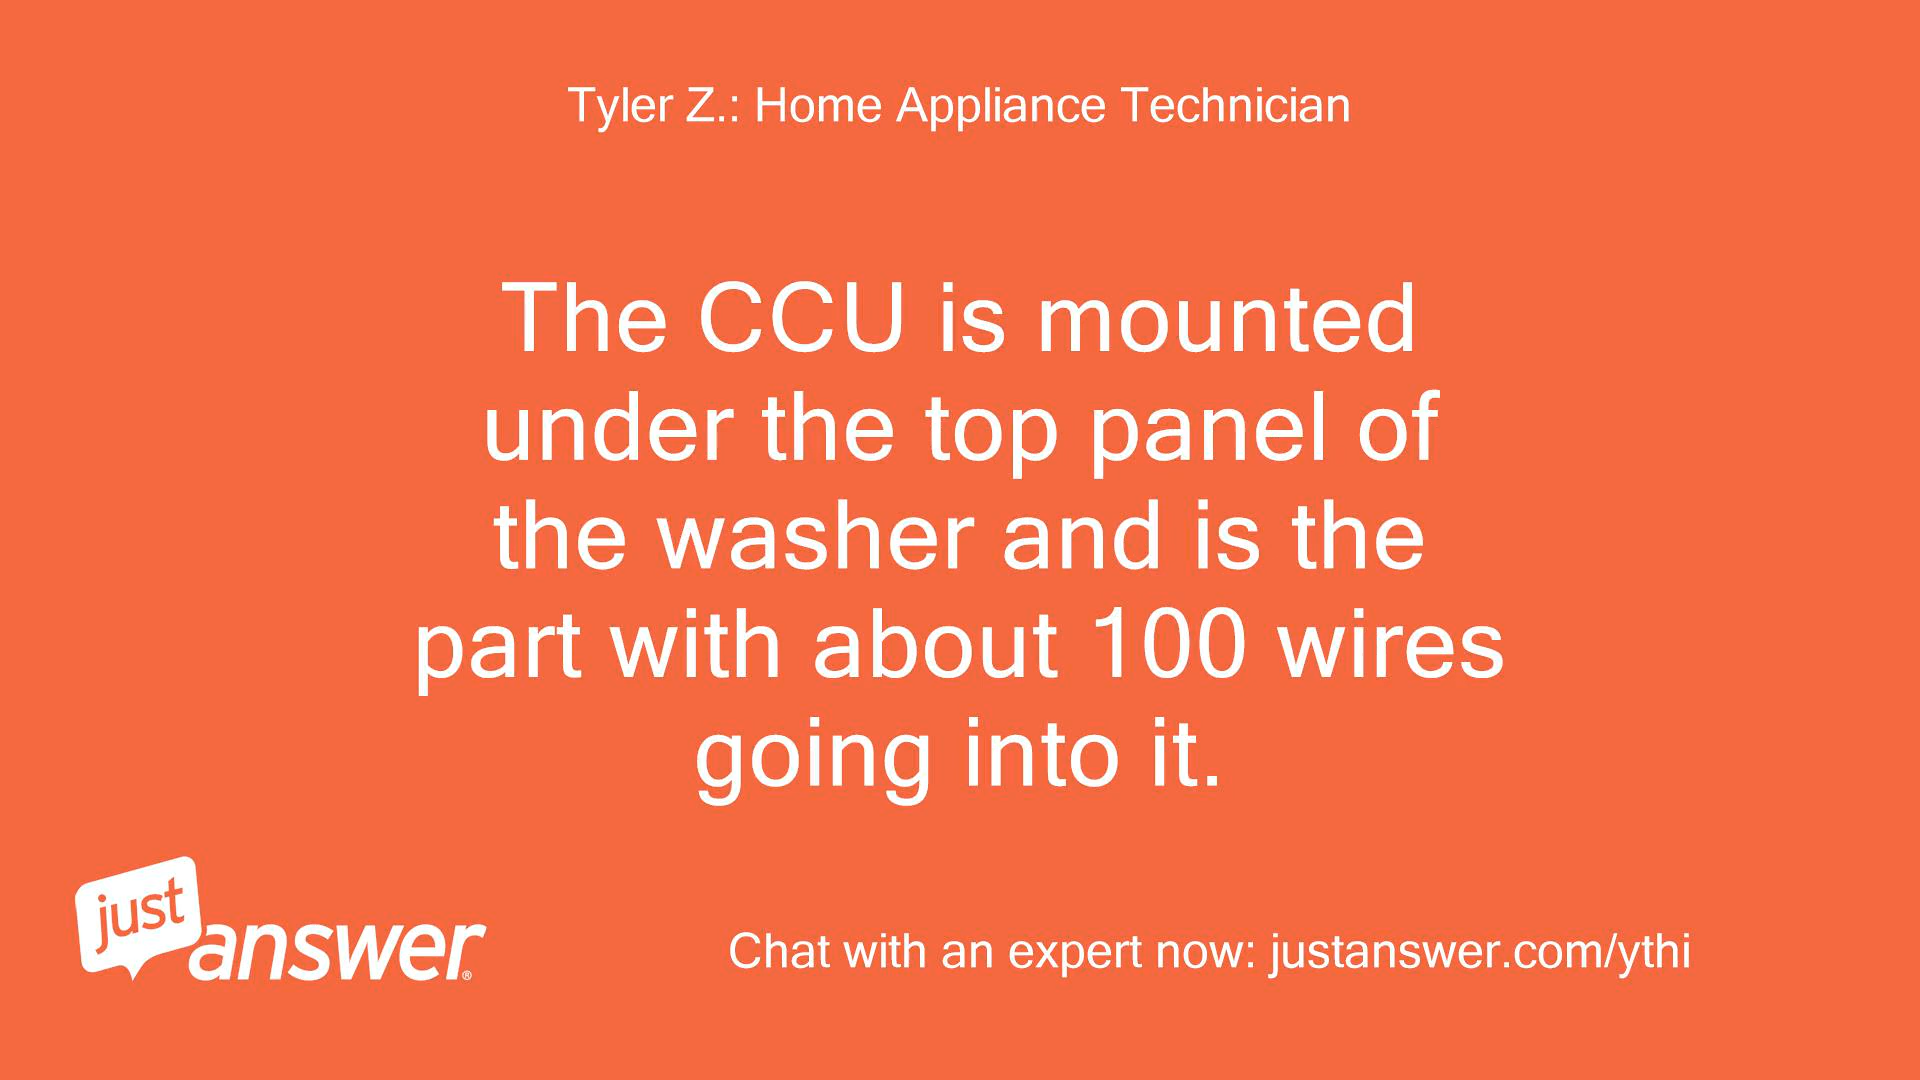 Tyler Z.: Home Appliance Technician
The CCU is mounted
under the top panel of
the washer and is the
part with about 100 wires
going into it.
just
answer®
Chat with an expert now: justanswer.com/ythi